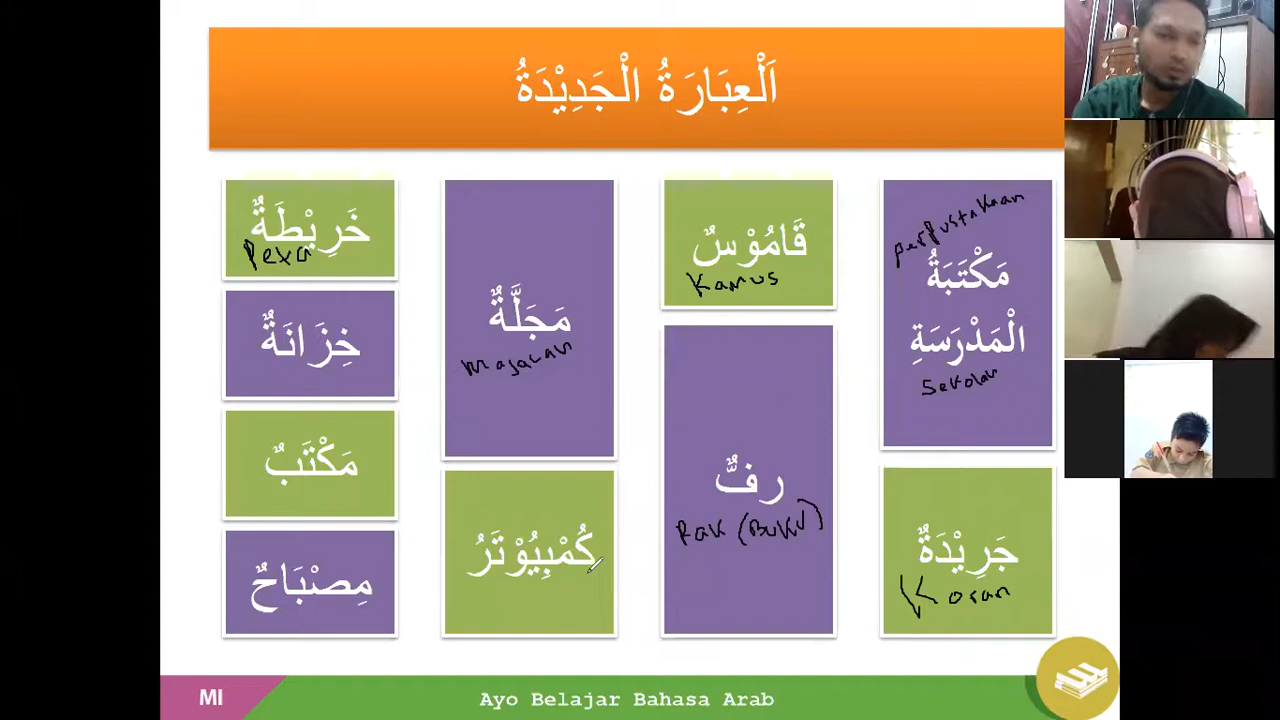 اَلْعِبَارَةُ الْجَدِيْدَةُ
perpustakaan
مَكْتَبَةُ
الْمَدْرَسَةِ
Sekolah
جَرِيْدَةٌ
Koran
قَامُوْسٌ
Kamus
رفٌّ
Rak (Buku)
مَجَلَّةٌ
Majalah
كُمْبِيُوْتَرُ
خَرِيْطَةٌ
Peta
خِزَانَةٌ
مَكْتَبٌ
مِصْبَاحٌ
MI
Ayo Belajar Bahasa Arab